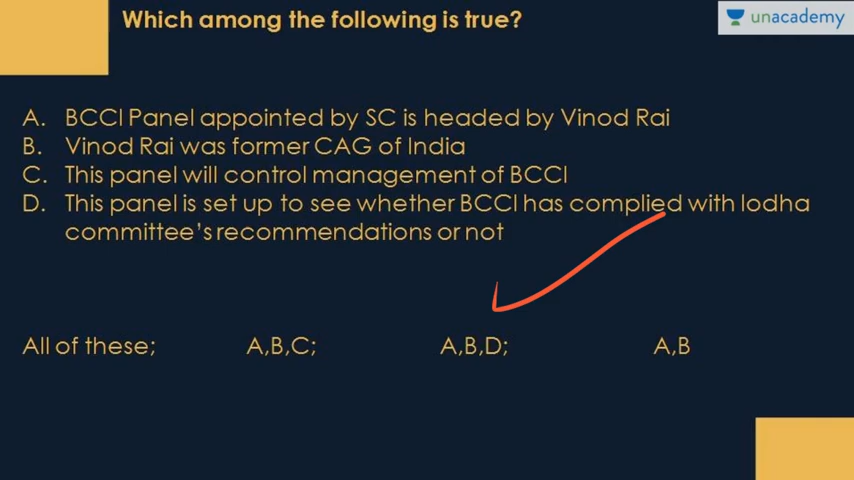 Which among the following is true?
unacademy
A. BCCI Panel appointed by SC is headed by Vinod Rai
B. Vinod Rai was former CAG of India
C. This panel will control management of BCCI
D. This panel is set up to see whether BCCI has complied with lodha
committee's recommendations or not
All of these; A,B,C; A,B,D; A,B